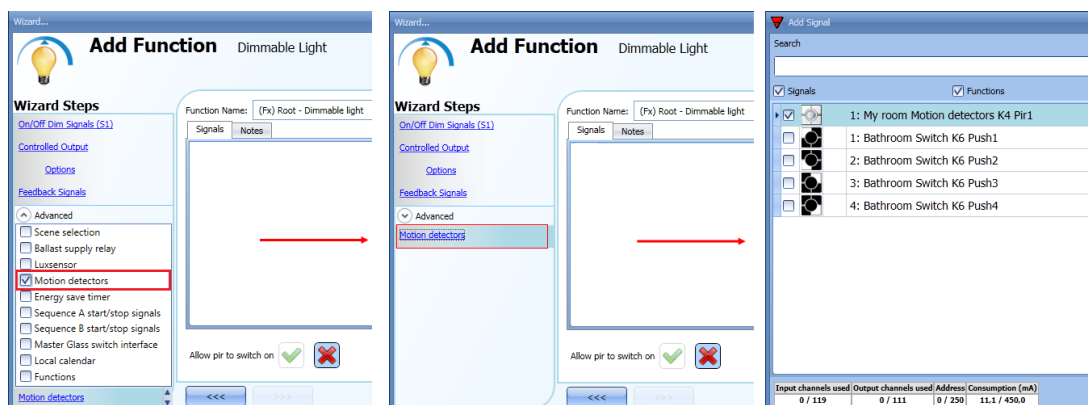 Wizard...
Add Function Dimmable Light
Wizard Steps
On/Off Dim Signals (S1)
Controlled Output
Options
Feedback Signals
Advanced
Scene selection
Ballast supply relay
Luxsensor
Motion detectors
Energy save timer
Sequence A start/stop signals
Sequence B start/stop signals
Master Glass switch interface
Local calendar
Functions
Motion detectors
Function Name: (Fx) Root - Dimmable light
Signals Notes
Allow pir to switch on
<<< >>>
Wizard...
Add Function Dimmable Light
Wizard Steps
On/Off Dim Signals (S1)
Controlled Output
Options
Feedback Signals
Advanced
Motion detectors
Function Name: (Fx) Root - Dimmable light
Signals Notes
Allow pir to switch on
<<< >>>
Add Signal
Search
Signals Functions
1: My room Motion detectors K4 Pir1
1: Bathroom Switch K6 Push1
2: Bathroom Switch K6 Push2
3: Bathroom Switch K6 Push3
4: Bathroom Switch K6 Push4
Input channels used Output channels used Address Consumption (mA)
0 / 119 0 / 111 0 / 250 11,1 / 450,0